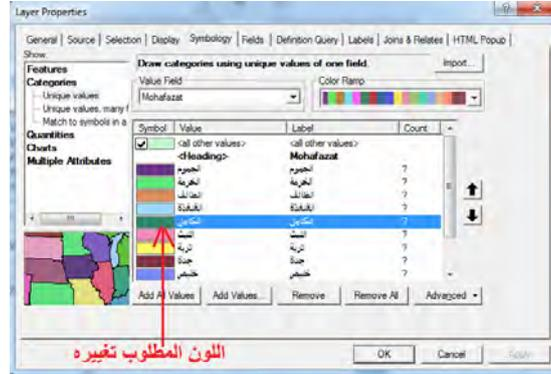 Layer Properties
General Source Selection Display Symbology Fields Definition Query Labels Joins & Relates HTML Popup
Show:
Features
Categories
Unique values
Unique values, many f
Match to symbols in a
Quantities
Charts
Multiple Attributes
Draw categories using unique values of one field.
Import...
Value Field
Color Ramp
Mohafazat
Symbol Value Label Count
<all other values> <all other values>
<Heading> Mohafazat
الجموم الجموم ?
الخرمة الخرمة ?
الطائف الطائف ?
القنفذة القنفذة ?
الكامل الكامل ?
الليث الليث ?
تربة تربة ?
جدة جدة ?
خليص خليص ?
Add All Values Add Values... Remove Remove All Advanced
اللون المطلوب تغييره
OK Cancel Apply